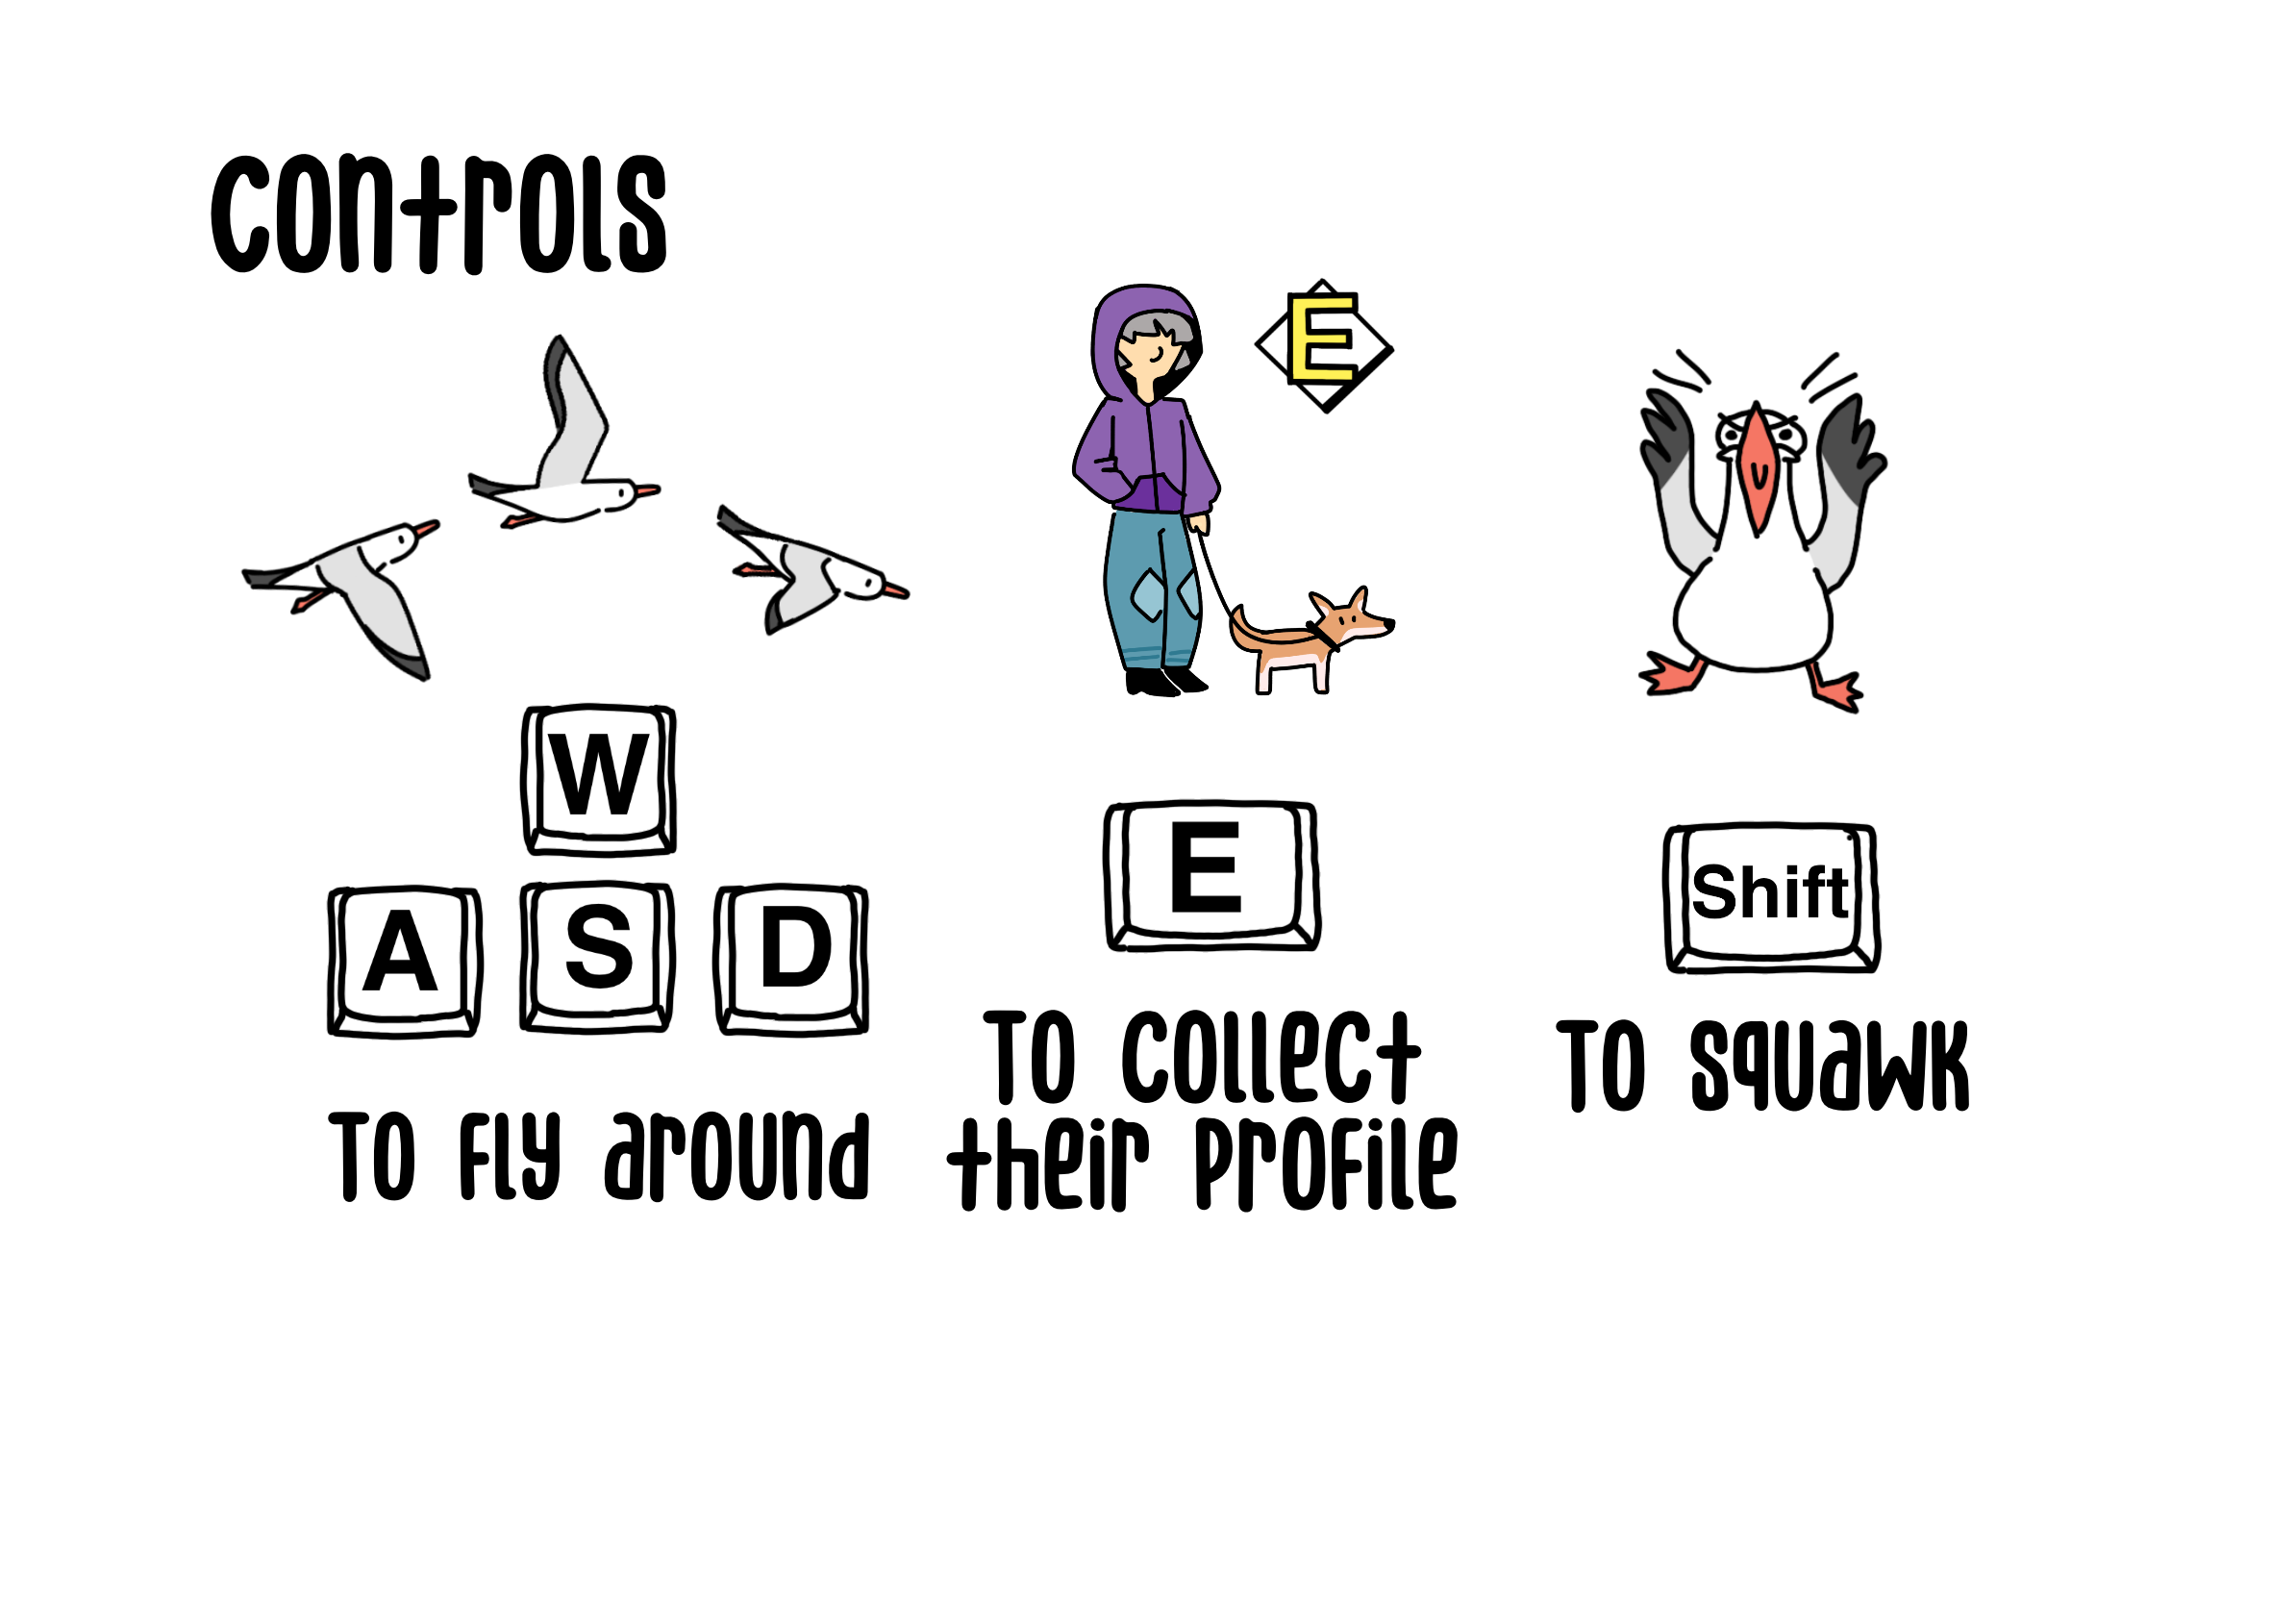 Controls
E
W
A S D
To fly around
E
To collect
their profile
Shift
To squawk